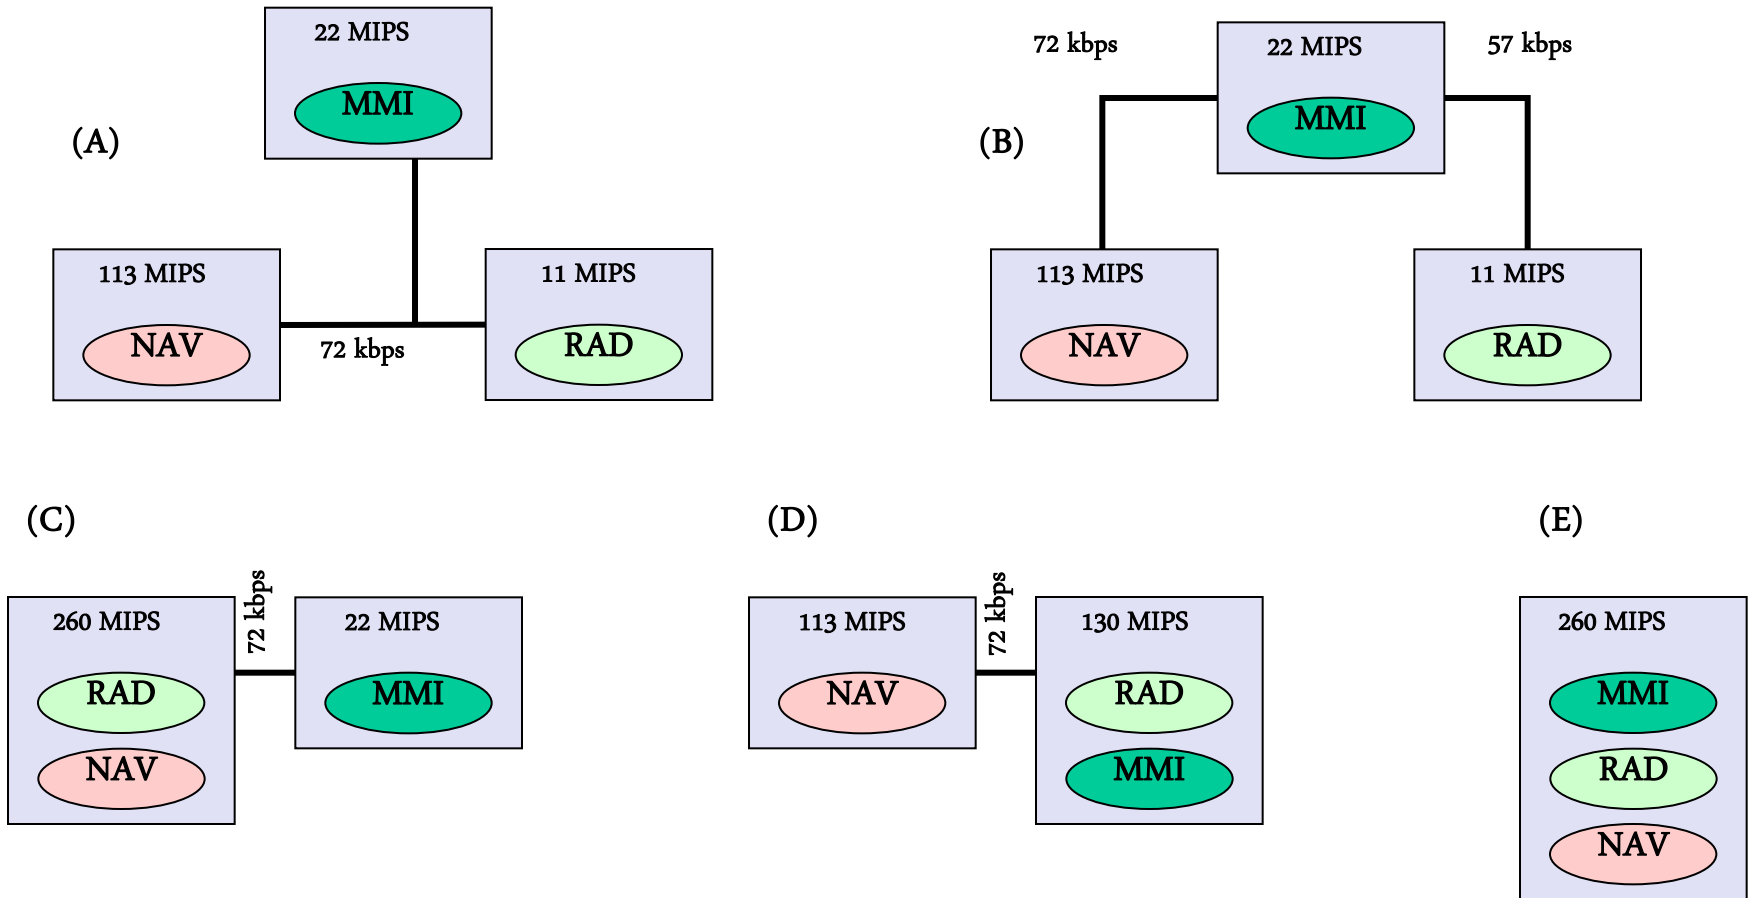 (A)
22 MIPS
MMI
113 MIPS
NAV
72 kbps
11 MIPS
RAD
(B)
72 kbps
22 MIPS
MMI
57 kbps
113 MIPS
NAV
11 MIPS
RAD
(C)
260 MIPS
RAD
NAV
72 kbps
22 MIPS
MMI
(D)
113 MIPS
NAV
72 kbps
130 MIPS
RAD
MMI
(E)
260 MIPS
MMI
RAD
NAV